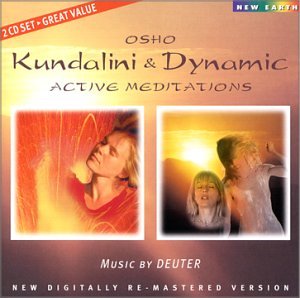 NEW EARTH
2 CD SET ▸ GREAT VALUE
OSHO
Kundalini & Dynamic
ACTIVE MEDITATIONS
MUSIC BY DEUTER
NEW DIGITALLY RE-MASTERED VERSION